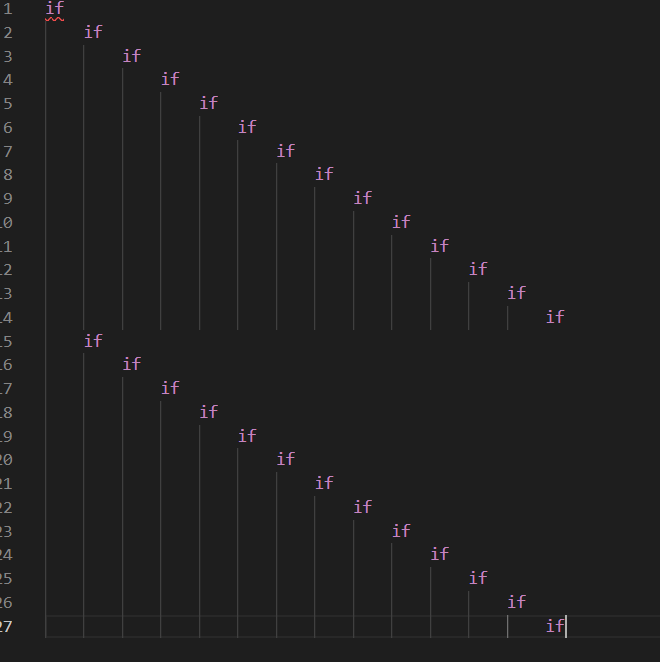 1 if
2 if
3 if
4 if
5 if
6 if
7 if
8 if
9 if
10 if
11 if
12 if
13 if
14 if
15 if
16 if
17 if
18 if
19 if
20 if
21 if
22 if
23 if
24 if
25 if
26 if
27 if